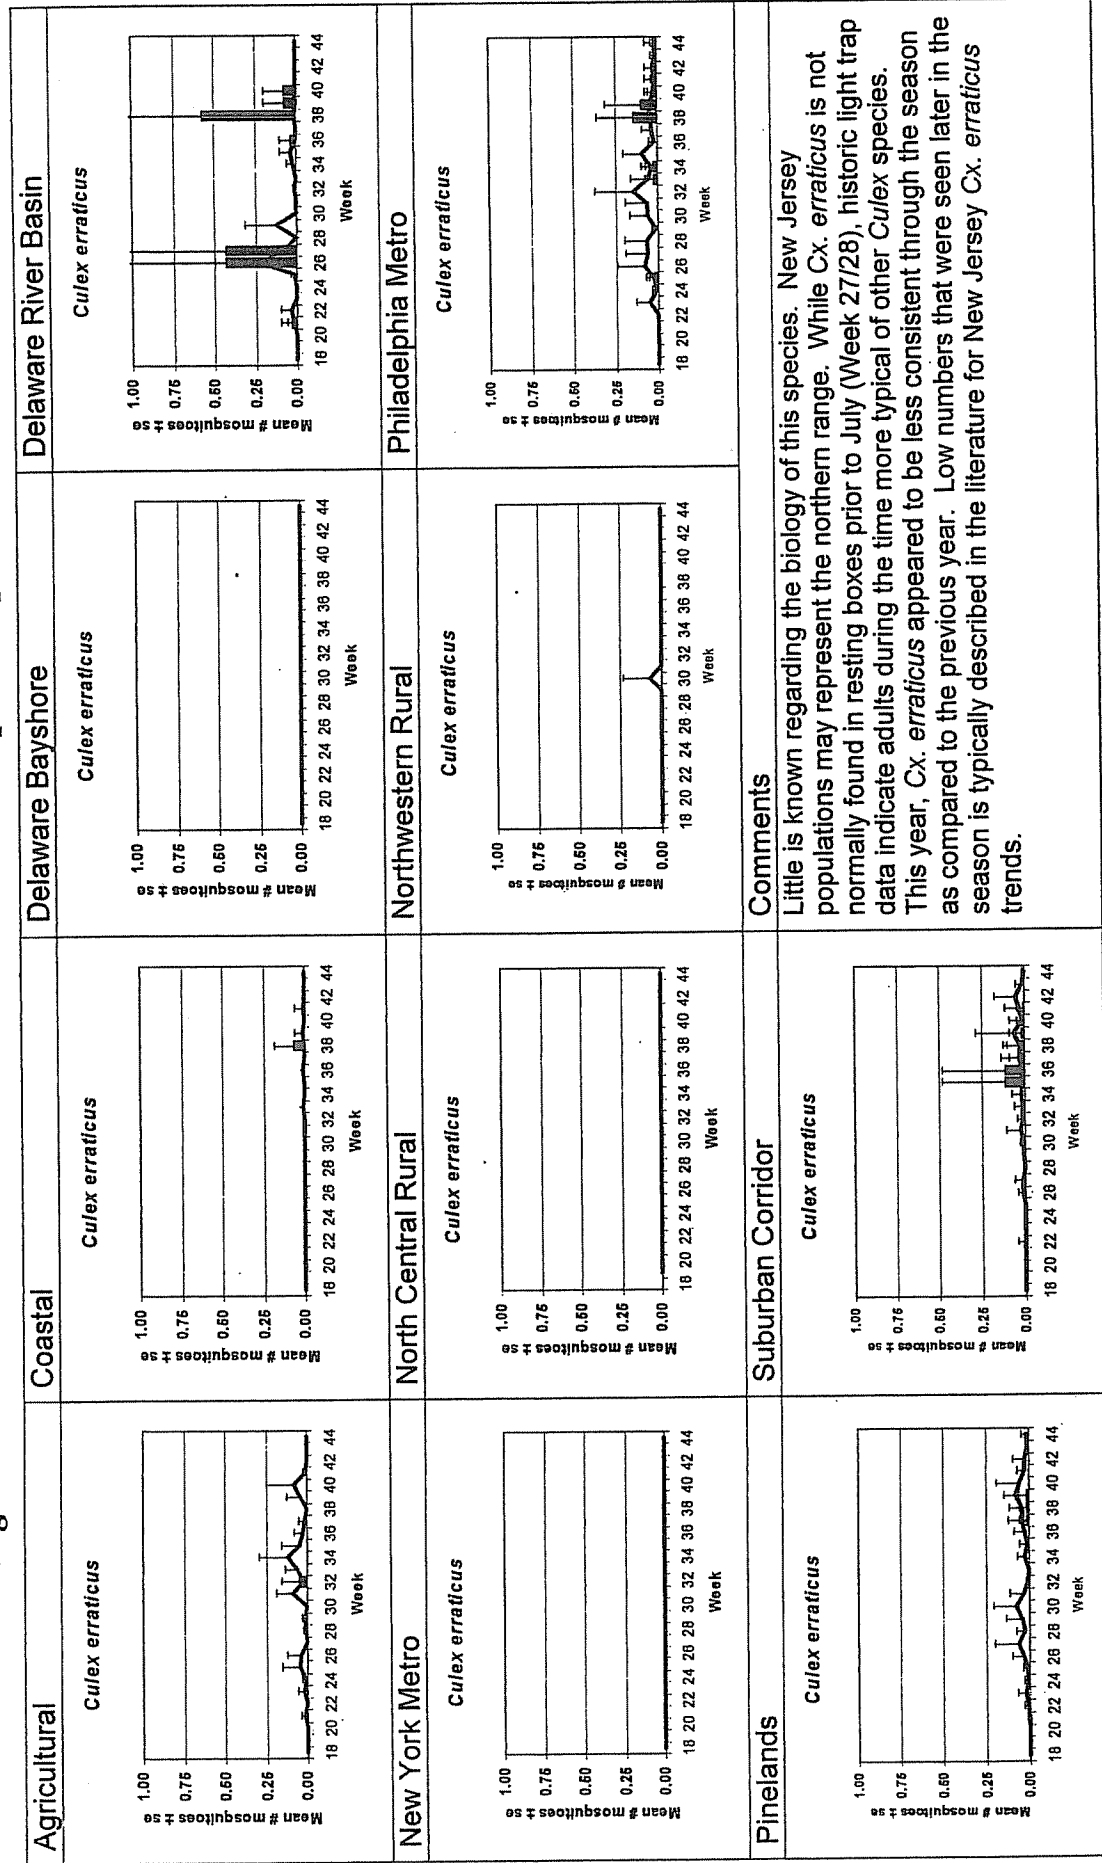 Agricultural
Culex erraticus
Mean # mosquitoes ± se
1.00
0.75
0.50
0.25
0.00
18 20 22 24 26 28 30 32 34 36 38 40 42 44
Week
Coastal
Culex erraticus
Mean # mosquitoes ± se
1.00
0.75
0.50
0.25
0.00
18 20 22 24 26 28 30 32 34 36 38 40 42 44
Week
Delaware Bayshore
Culex erraticus
Mean # mosquitoes ± se
1.00
0.75
0.50
0.25
0.00
18 20 22 24 26 28 30 32 34 36 38 40 42 44
Week
Delaware River Basin
Culex erraticus
Mean # mosquitoes ± se
1.00
0.75
0.50
0.25
0.00
18 20 22 24 26 28 30 32 34 36 38 40 42 44
Week
New York Metro
Culex erraticus
Mean # mosquitoes ± se
1.00
0.75
0.50
0.25
0.00
18 20 22 24 26 28 30 32 34 36 38 40 42 44
Week
North Central Rural
Culex erraticus
Mean # mosquitoes ± se
1.00
0.75
0.50
0.25
0.00
18 20 22 24 26 28 30 32 34 36 38 40 42 44
Week
Northwestern Rural
Culex erraticus
Mean # mosquitoes ± se
1.00
0.75
0.50
0.25
0.00
18 20 22 24 26 28 30 32 34 36 38 40 42 44
Week
Philadelphia Metro
Culex erraticus
Mean # mosquitoes ± se
1.00
0.75
0.50
0.25
0.00
18 20 22 24 26 28 30 32 34 36 38 40 42 44
Week
Pinelands
Culex erraticus
Mean # mosquitoes ± se
1.00
0.75
0.50
0.25
0.00
18 20 22 24 26 28 30 32 34 36 38 40 42 44
Week
Suburban Corridor
Culex erraticus
Mean # mosquitoes ± se
1.00
0.75
0.50
0.25
0.00
18 20 22 24 26 28 30 32 34 36 38 40 42 44
Week
Comments
Little is known regarding the biology of this species. New Jersey
populations may represent the northern range. While Cx. erraticus is not
normally found in resting boxes prior to July (Week 27/28), historic light trap
data indicate adults during the time more typical of other Culex species.
This year, Cx. erraticus appeared to be less consistent through the season
as compared to the previous year. Low numbers that were seen later in the
season is typically described in the literature for New Jersey Cx. erraticus
trends.